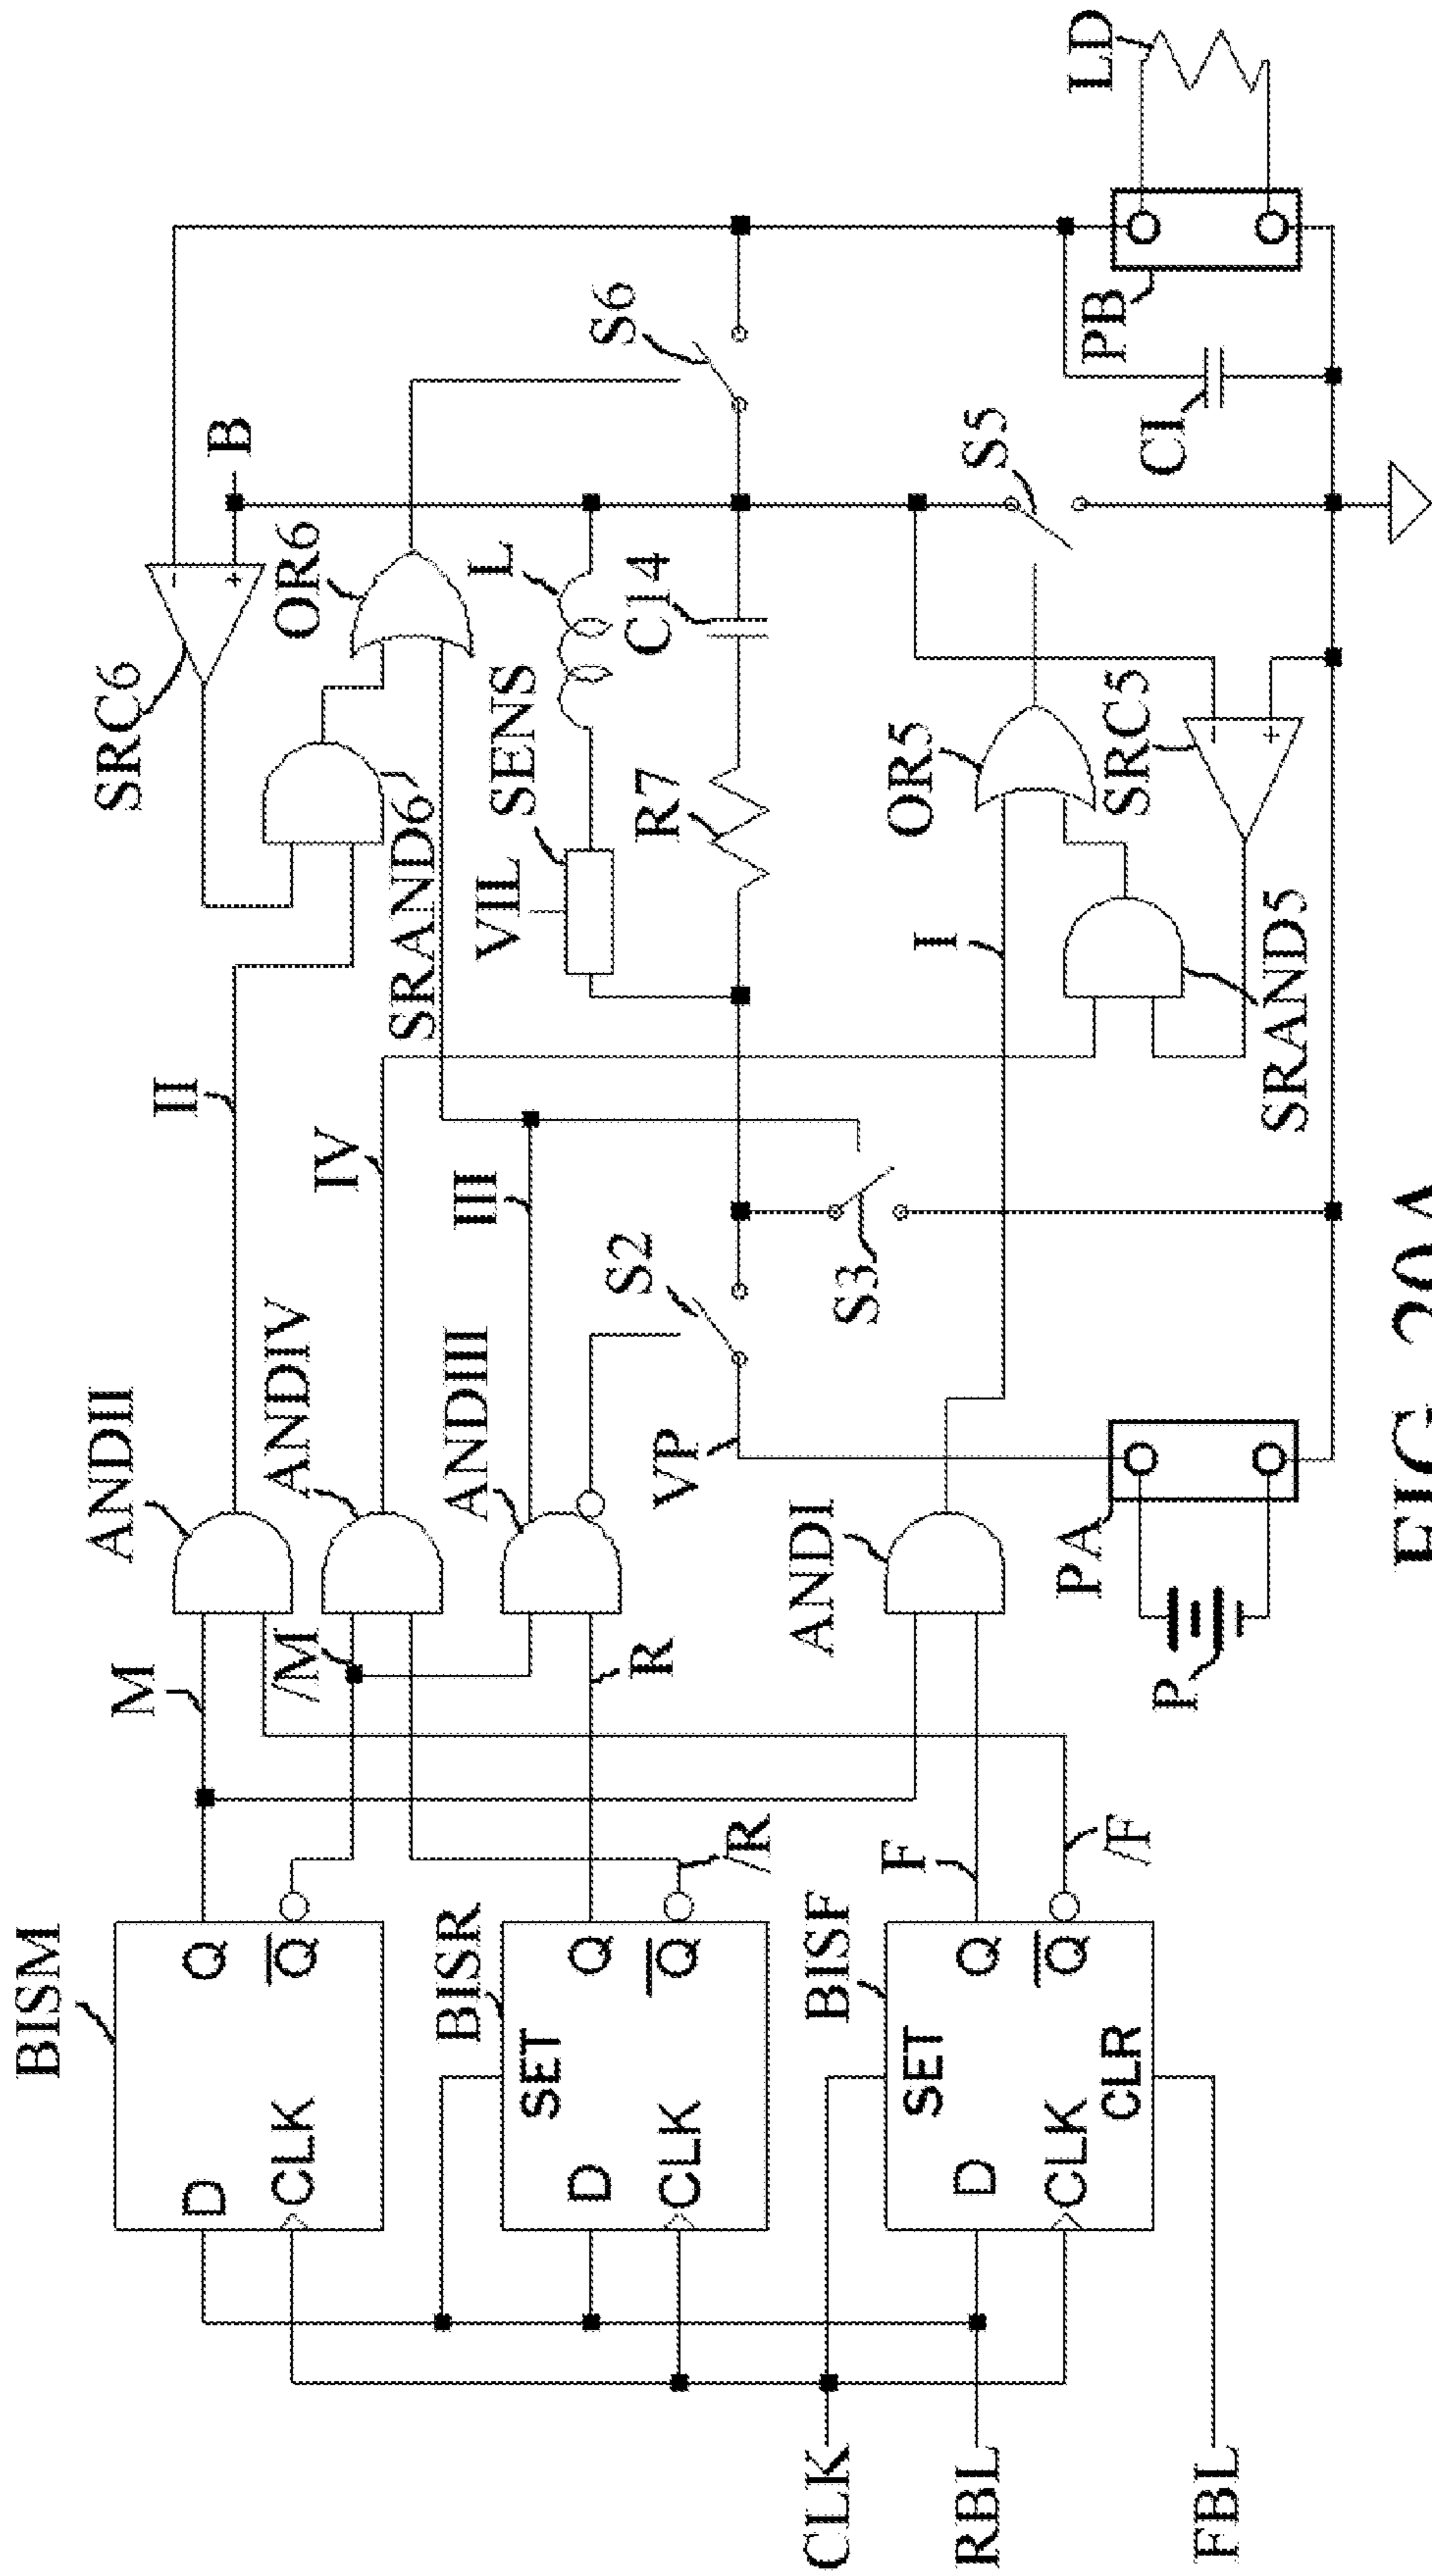 BISM
D
Q
CLK
Q
M
ANDII
II
SRC6
-
+
B
/M
ANDIV
IV
SRAND6
OR6
BISR
SET
D
Q
CLK
Q
/R
R
ANDIII
III
SENS
VIL
L
S2
R7
C14
S6
VP
S3
CLK
RBL
FBL
BISF
SET
D
Q
CLK
Q
CLR
F
/F
ANDI
I
OR5
S5
SRC5
-
+
SRAND5
PA
P
CI
PB
LD
FIG. 20A